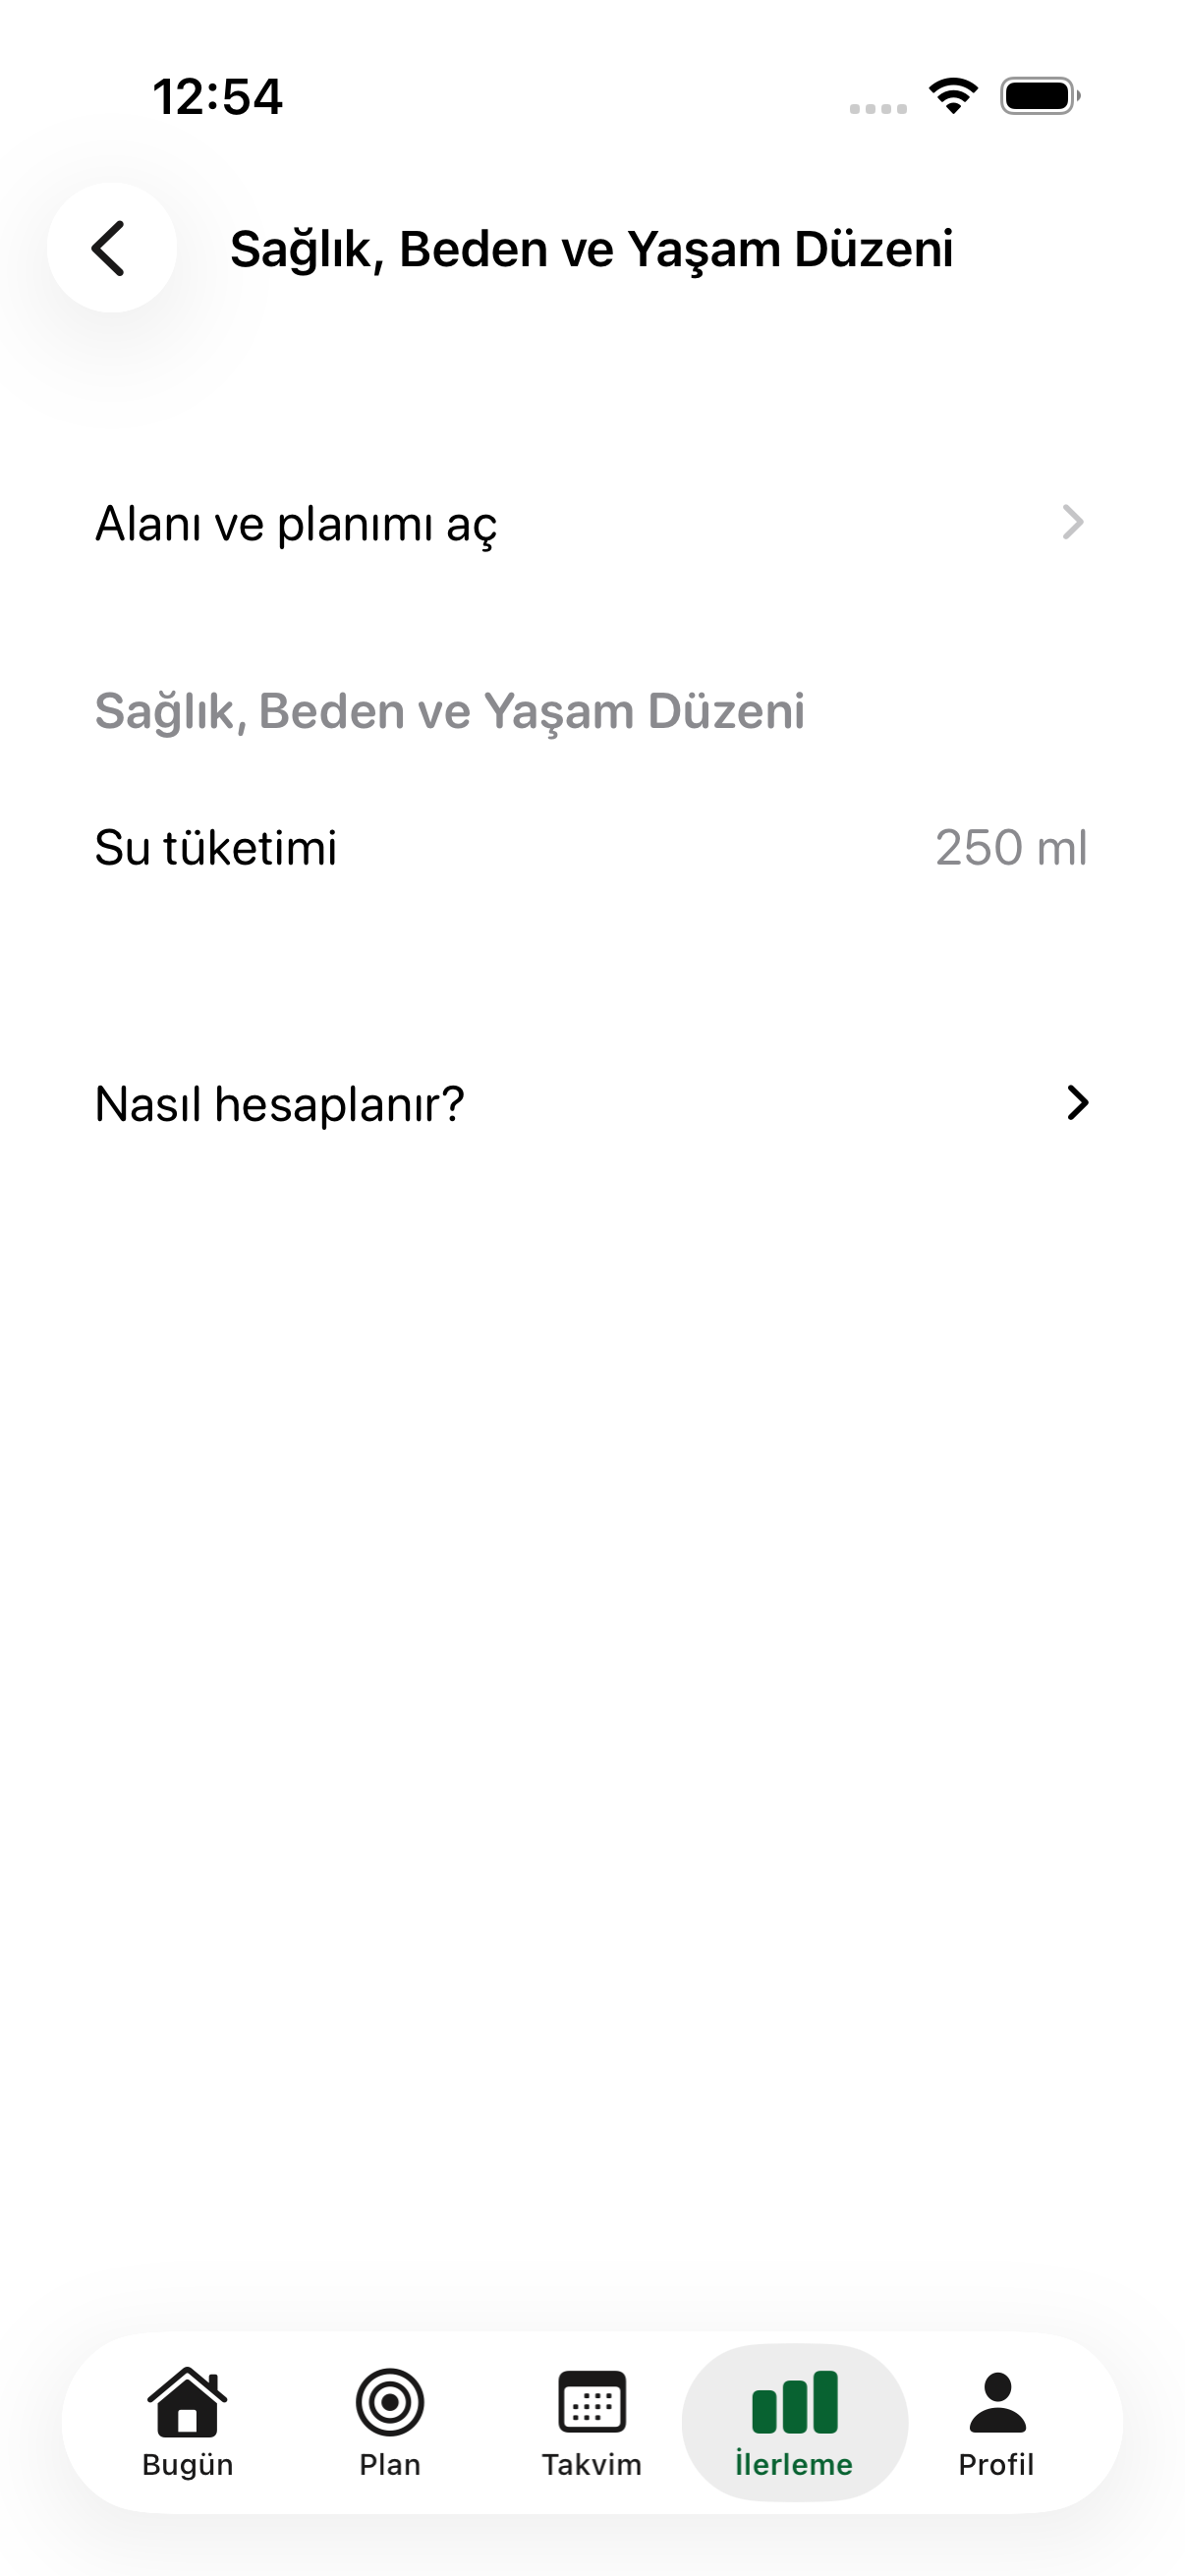 12:54
Sağlık, Beden ve Yaşam Düzeni
Alanı ve planımı aç
Sağlık, Beden ve Yaşam Düzeni
Su tüketimi 250 ml
Nasıl hesaplanır?
Bugün Plan Takvim İlerleme Profil